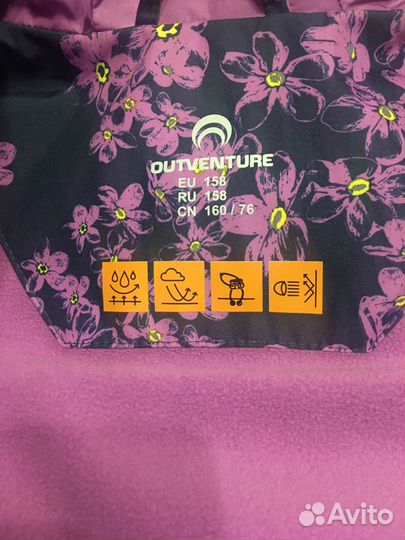 OUTVENTURE
EU 158
RU 158
CN 160 / 76
Avito